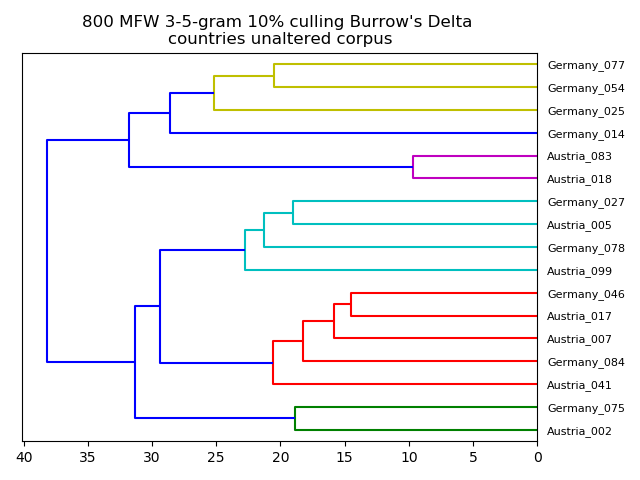 800 MFW 3-5-gram 10% culling Burrow's Delta
countries unaltered corpus
Germany_077
Germany_054
Germany_025
Germany_014
Austria_083
Austria_018
Germany_027
Austria_005
Germany_078
Austria_099
Germany_046
Austria_017
Austria_007
Germany_084
Austria_041
Germany_075
Austria_002
40 35 30 25 20 15 10 5 0